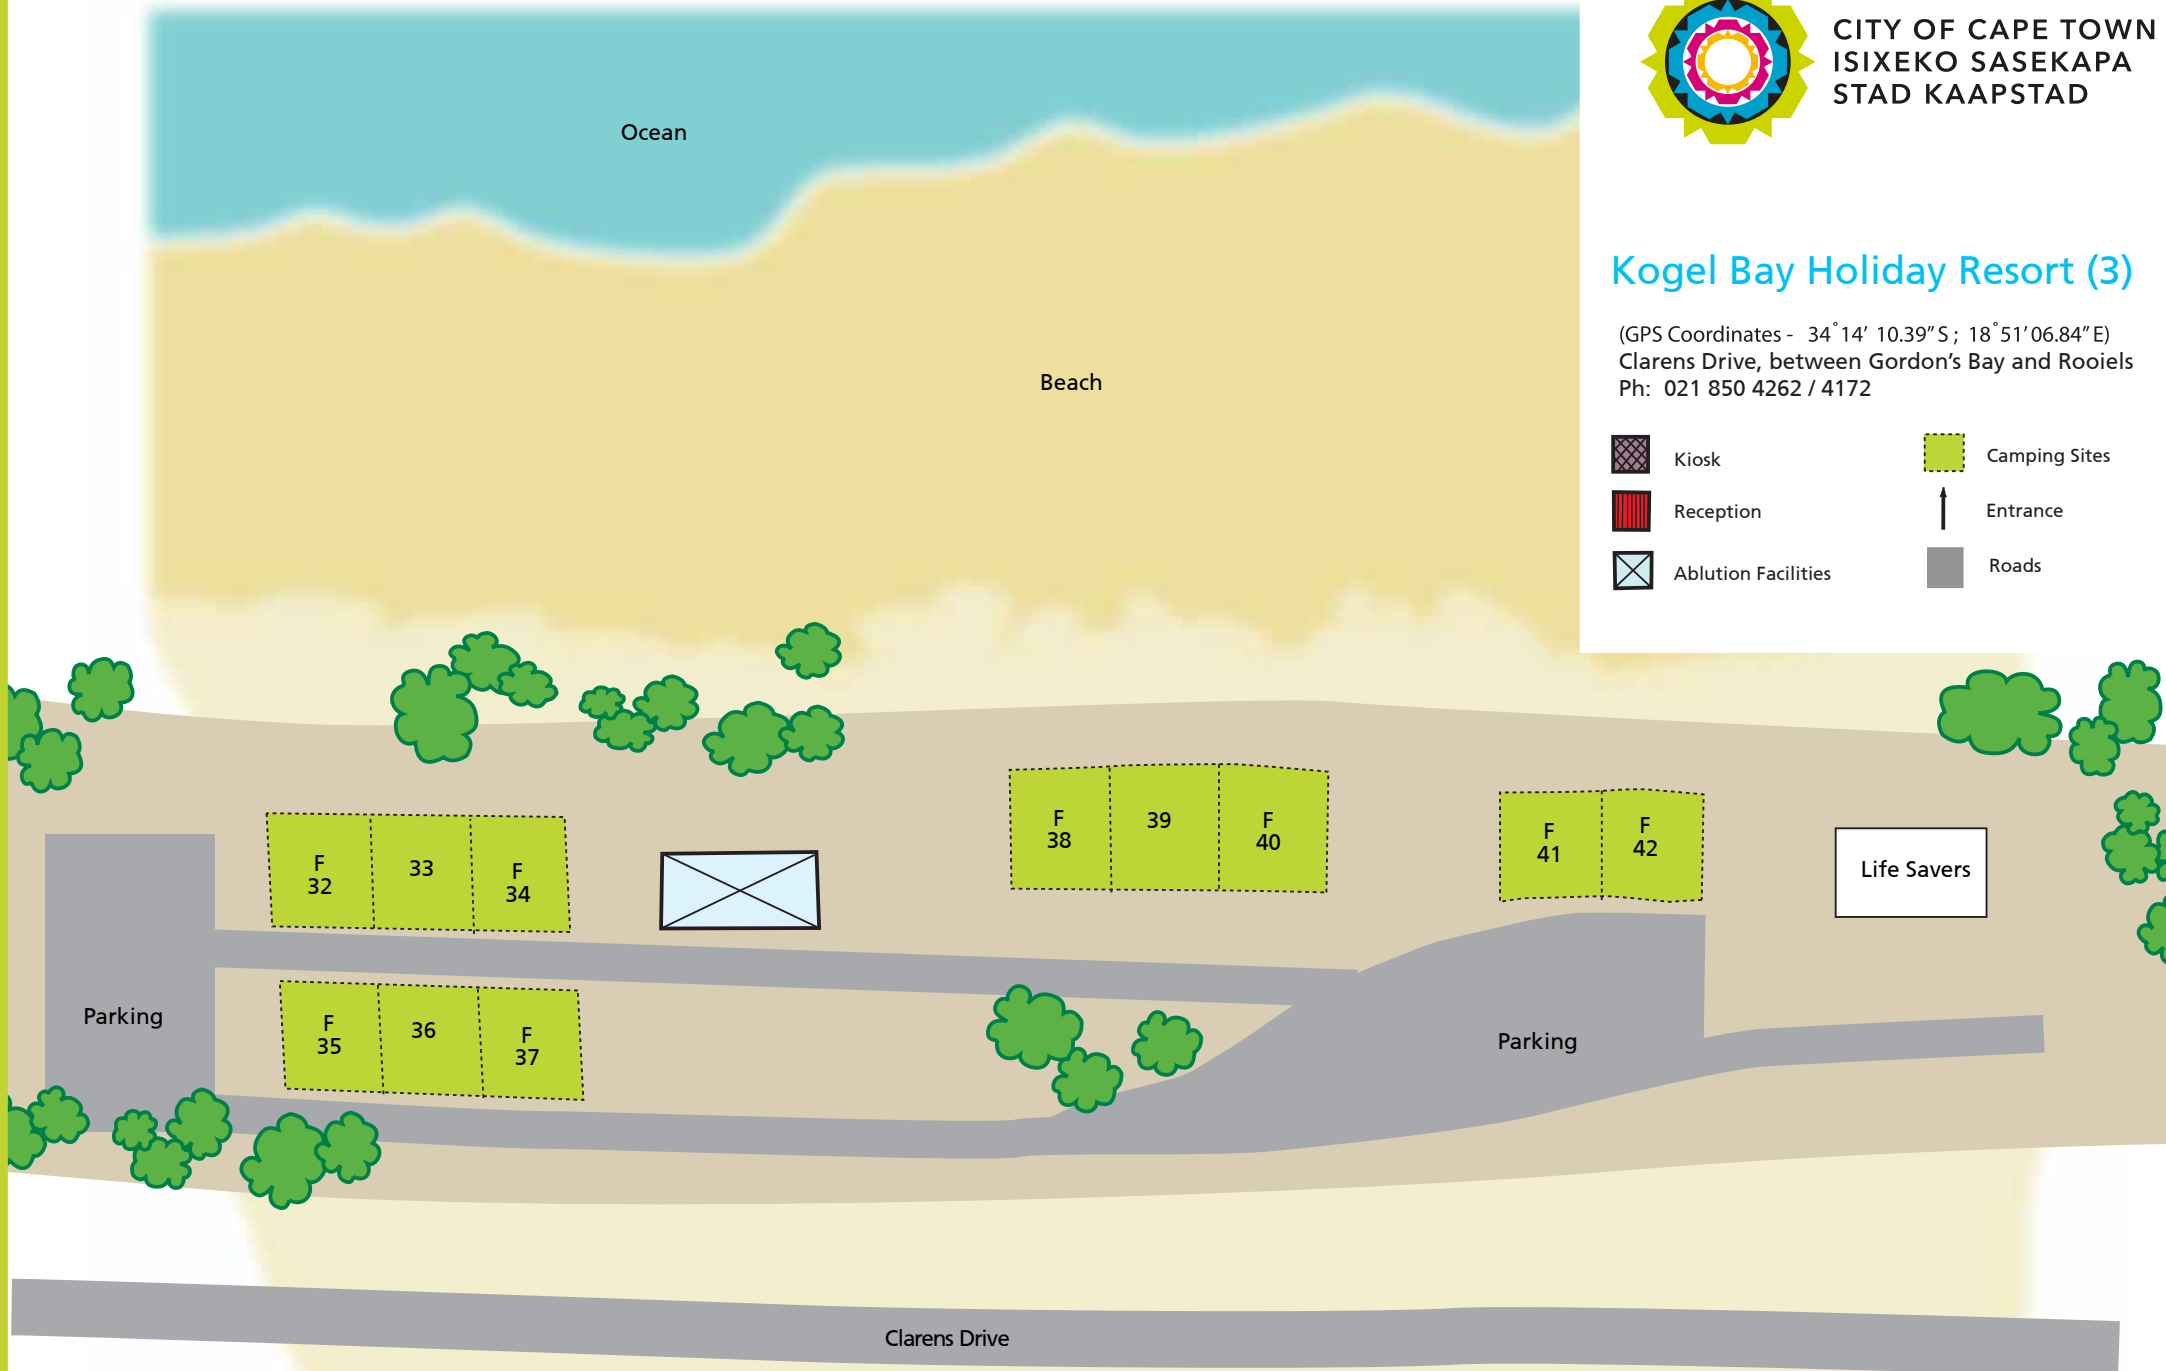 CITY OF CAPE TOWN
ISIXEKO SASEKAPA
STAD KAAPSTAD
Ocean
Kogel Bay Holiday Resort (3)
(GPS Coordinates - 34˚14’ 10.39” S ; 18˚51’ 06.84” E)
Clarens Drive, between Gordon’s Bay and Rooiels
Ph: 021 850 4262 / 4172
Beach
Kiosk
Camping Sites
Reception
Entrance
Ablution Facilities
Roads
F
32
33
F
34
F
38
39
F
40
F
41
F
42
Life Savers
Parking
F
35
36
F
37
Parking
Clarens Drive